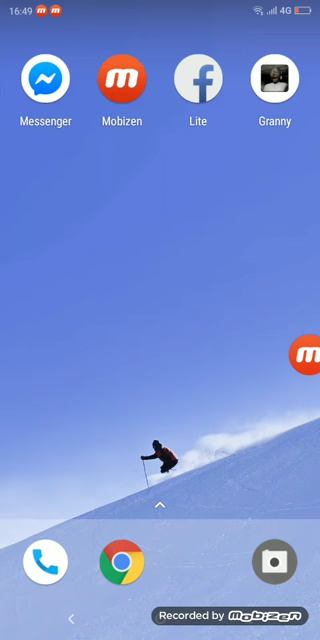 16:49
4G
Messenger
Mobizen
Lite
Granny
Recorded by mobizen